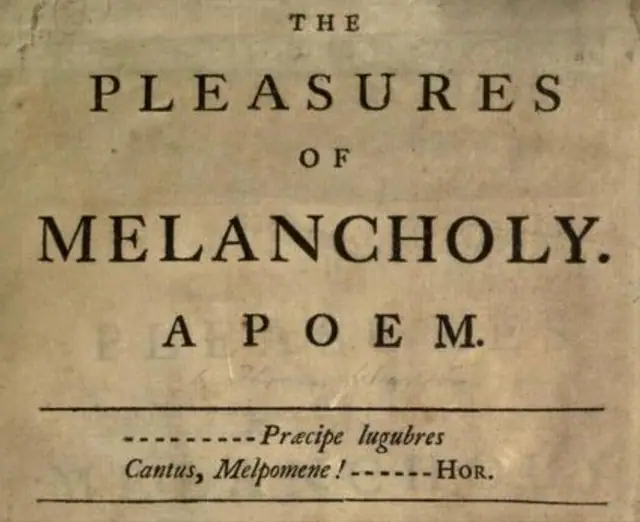 THE
PLEASURES
OF
MELANCHOLY.
A POEM.
---------Præcipe lugubres
Cantus, Melpomene!------HOR.